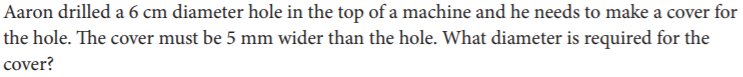 Aaron drilled a 6 cm diameter hole in the top of a machine and he needs to make a cover for
the hole. The cover must be 5 mm wider than the hole. What diameter is required for the
cover?